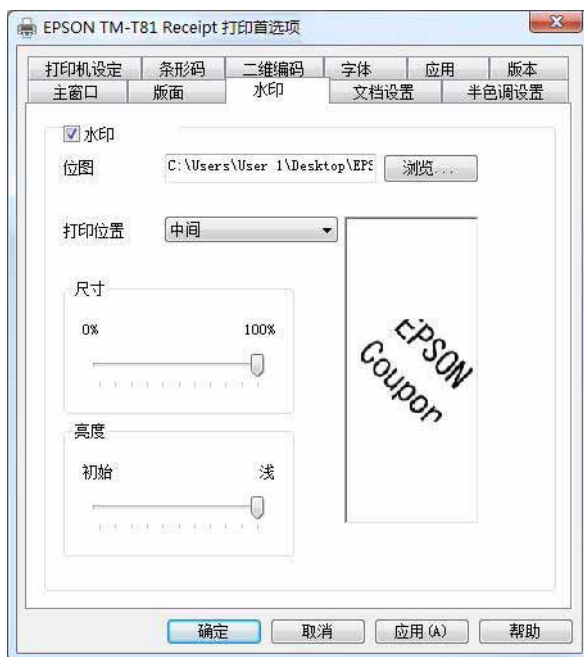 EPSON TM-T81 Receipt 打印首选项
打印机设定 条形码 二维编码 字体 应用 版本
主窗口 版面 水印 文档设置 半色调设置
水印
位图 C:\Users\User 1\Desktop\EPS 浏览...
打印位置 中间
尺寸
0% 100%
EPSON
Coupon
亮度
初始 浅
确定 取消 应用(A) 帮助